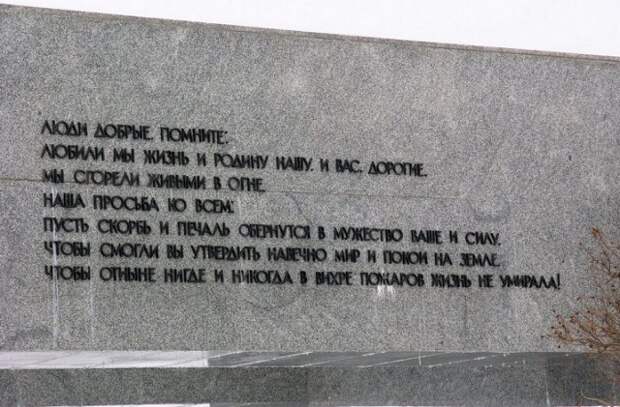 ЛЮДИ ДОБРЫЕ, ПОМНИТЕ:
ЛЮБИЛИ МЫ ЖИЗНЬ И РОДИНУ НАШУ, И ВАС, ДОРОГИЕ.
МЫ СГОРЕЛИ ЖИВЫМИ В ОГНЕ.
НАША ПРОСЬБА КО ВСЕМ:
ПУСТЬ СКОРБЬ И ПЕЧАЛЬ ОБЕРНУТСЯ В МУЖЕСТВО ВАШЕ И СИЛУ,
ЧТОБЫ СМОГЛИ ВЫ УТВЕРДИТЬ НАВЕЧНО МИР И ПОКОЙ НА ЗЕМЛЕ.
ЧТОБЫ ОТНЫНЕ НИГДЕ И НИКОГДА В ВИХРЕ ПОЖАРОВ ЖИЗНЬ НЕ УМИРАЛА!